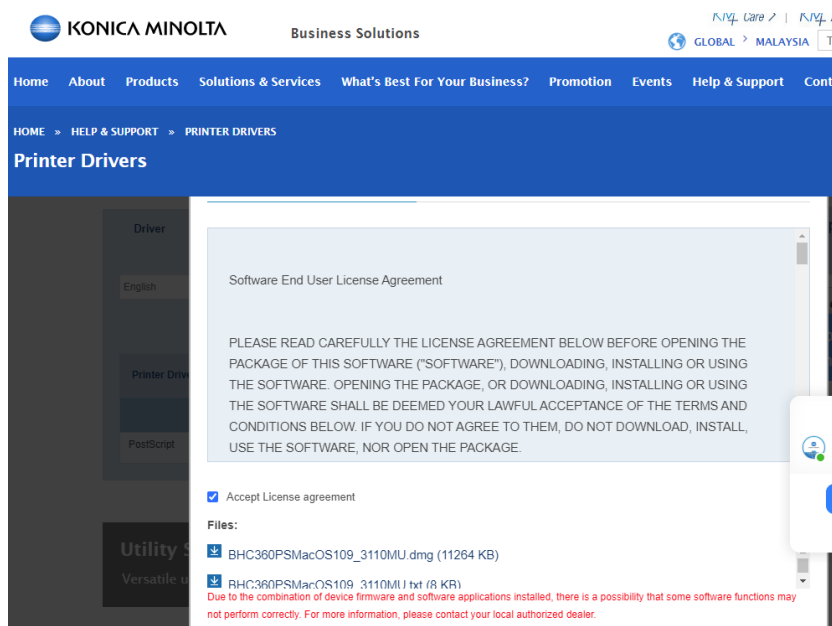 KONICA MINOLTA
Business Solutions
KM Care
GLOBAL > MALAYSIA
Home About Products Solutions & Services What's Best For Your Business? Promotion Events Help & Support Cont
HOME » HELP & SUPPORT » PRINTER DRIVERS
Printer Drivers
Driver
English
Printer Drive
PostScript
Utility S
Versatile u
Software End User License Agreement
PLEASE READ CAREFULLY THE LICENSE AGREEMENT BELOW BEFORE OPENING THE
PACKAGE OF THIS SOFTWARE ("SOFTWARE"), DOWNLOADING, INSTALLING OR USING
THE SOFTWARE. OPENING THE PACKAGE, OR DOWNLOADING, INSTALLING OR USING
THE SOFTWARE SHALL BE DEEMED YOUR LAWFUL ACCEPTANCE OF THE TERMS AND
CONDITIONS BELOW. IF YOU DO NOT AGREE TO THEM, DO NOT DOWNLOAD, INSTALL,
USE THE SOFTWARE, NOR OPEN THE PACKAGE.
Accept License agreement
Files:
BHC360PSMacOS109_3110MU.dmg (11264 KB)
BHC360PSMacOS109_3110MU.txt (8 KB)
Due to the combination of device firmware and software applications installed, there is a possibility that some software functions may
not perform correctly. For more information, please contact your local authorized dealer.